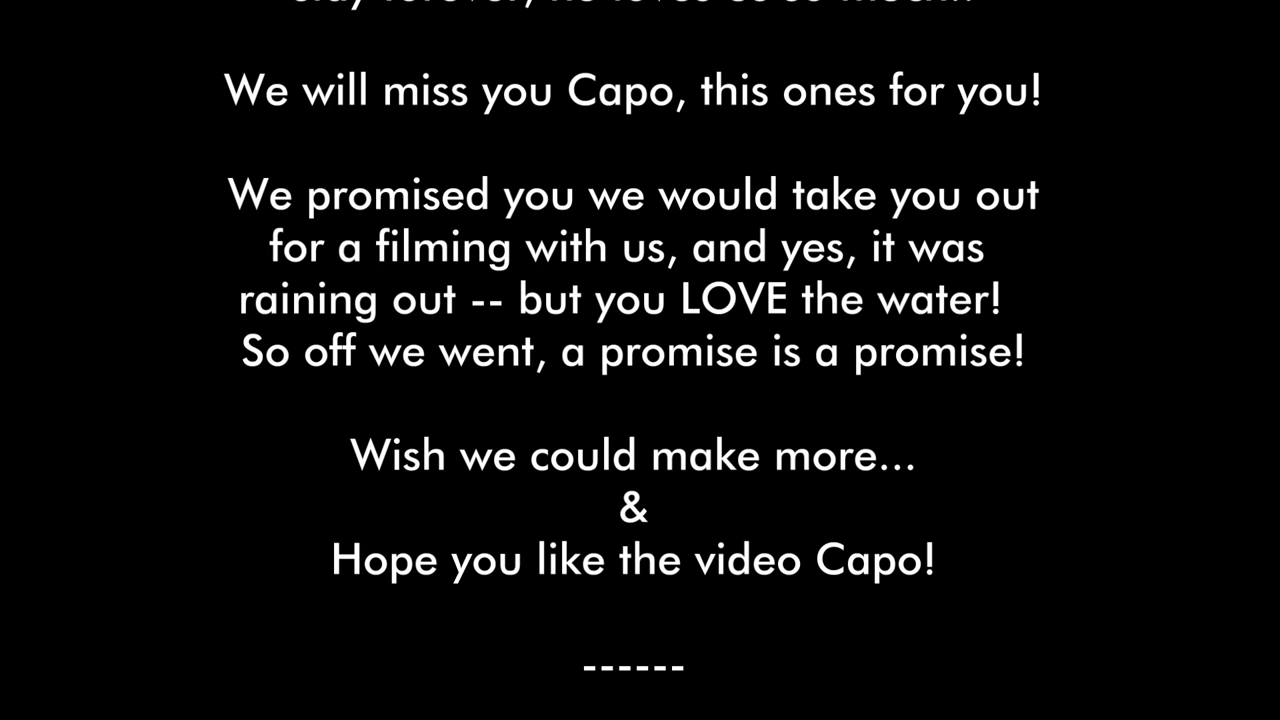 We will miss you Capo, this ones for you!
We promised you we would take you out
for a filming with us, and yes, it was
raining out -- but you LOVE the water!
So off we went, a promise is a promise!
Wish we could make more...
&
Hope you like the video Capo!
------